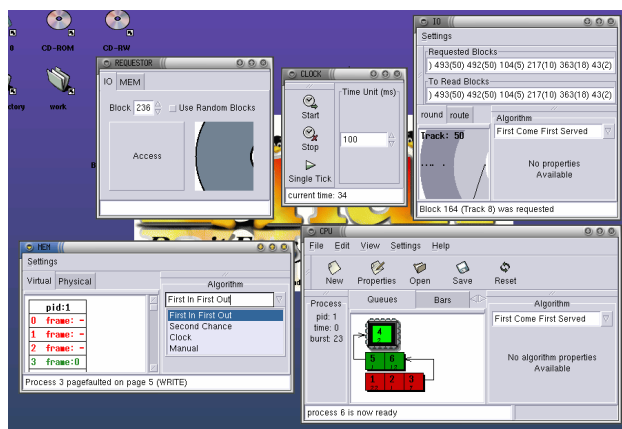 CD-ROM
CD-RW
work
REQUESTOR
IO MEM
Block 236 Use Random Blocks
Access
CLOCK
Start
Stop
Single Tick
Time Unit (ms)
100
current time: 34
IO
Settings
Requested Blocks
) 493(50) 492(50) 104(5) 217(10) 363(18) 43(2)
To Read Blocks
) 493(50) 492(50) 104(5) 217(10) 363(18) 43(2)
round route
Track: 50
Algorithm
First Come First Served
No properties
Available
Block 164 (Track 8) was requested
MEM
Settings
Virtual Physical
pid:1
0 frame: -
1 frame: -
2 frame: -
3 frame:0
Algorithm
First In First Out
First In First Out
Second Chance
Clock
Manual
Process 3 pagefaulted on page 5 (WRITE)
CPU
File Edit View Settings Help
New Properties Open Save Reset
Process
pid: 1
time: 0
burst: 23
Queues Bars
4
5 6
1 2 3
Algorithm
First Come First Served
No algorithm properties
Available
process 6 is now ready